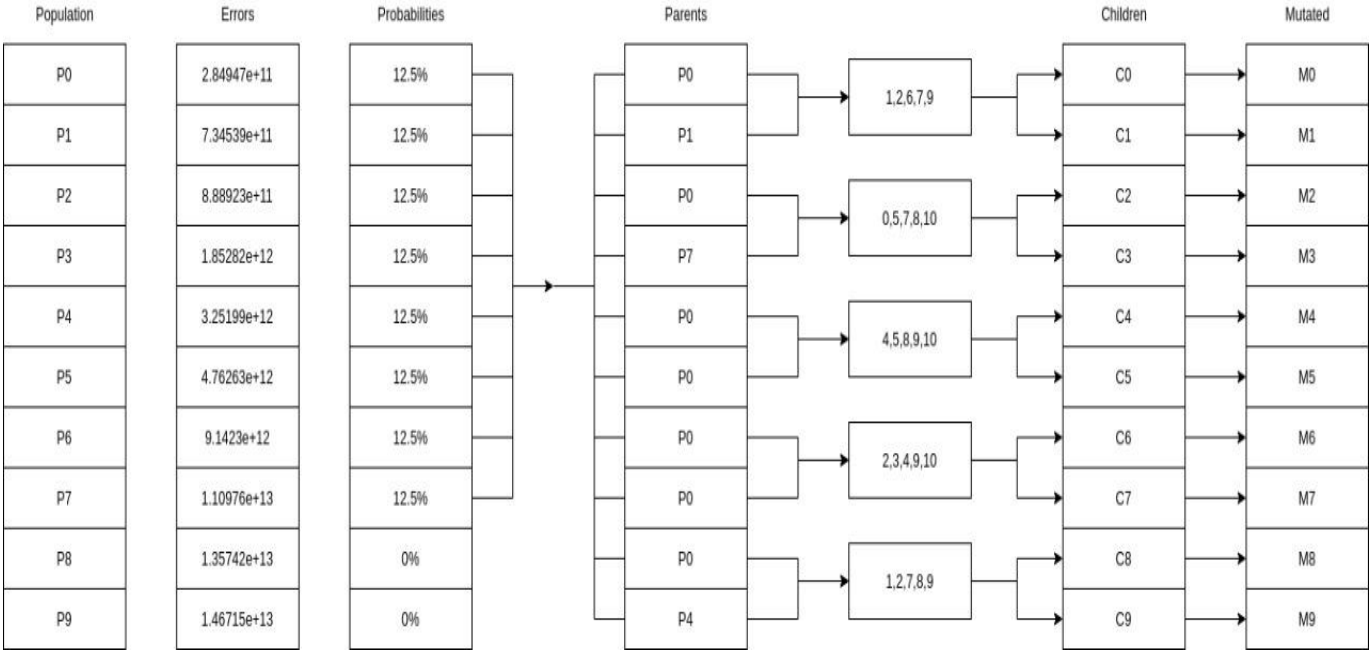 Population Errors Probabilities Parents Children Mutated
P0 2.84947e+11 12.5% P0 C0 M0
1,2,6,7,9
P1 7.34539e+11 12.5% P1 C1 M1
P2 8.88923e+11 12.5% P0 C2 M2
0,5,7,8,10
P3 1.85282e+12 12.5% P7 C3 M3
P4 3.25199e+12 12.5% P0 C4 M4
4,5,8,9,10
P5 4.76263e+12 12.5% P0 C5 M5
P6 9.1423e+12 12.5% P0 C6 M6
2,3,4,9,10
P7 1.10976e+13 12.5% P0 C7 M7
P8 1.35742e+13 0% P0 C8 M8
1,2,7,8,9
P9 1.46715e+13 0% P4 C9 M9